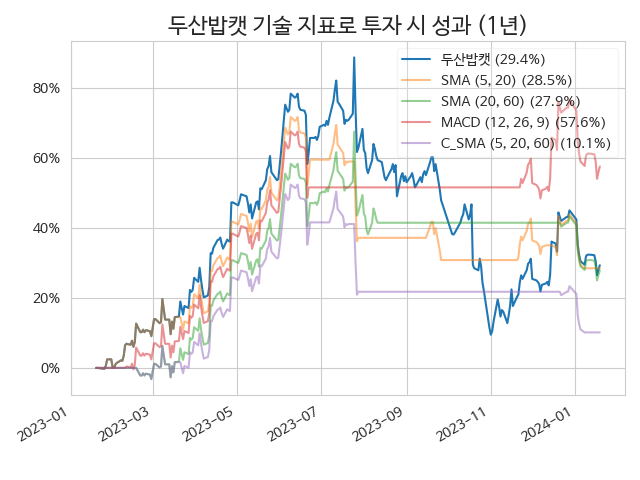 두산밥캣 기술 지표로 투자 시 성과 (1년)
두산밥캣 (29.4%)
SMA (5, 20) (28.5%)
SMA (20, 60) (27.9%)
MACD (12, 26, 9) (57.6%)
C_SMA (5, 20, 60) (10.1%)
80%
60%
40%
20%
0%
2023-01
2023-03
2023-05
2023-07
2023-09
2023-11
2024-01